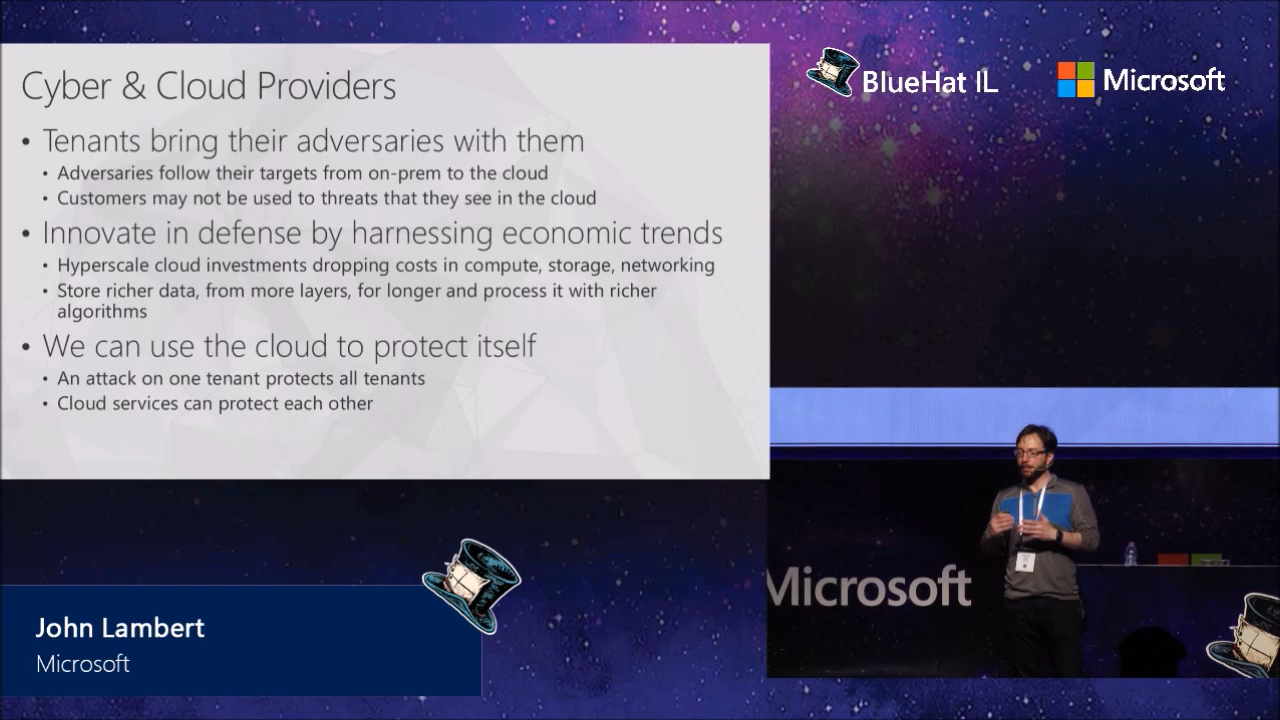 Cyber & Cloud Providers
• Tenants bring their adversaries with them
• Adversaries follow their targets from on-prem to the cloud
• Customers may not be used to threats that they see in the cloud
• Innovate in defense by harnessing economic trends
• Hyperscale cloud investments dropping costs in compute, storage, networking
• Store richer data, from more layers, for longer and process it with richer
algorithms
• We can use the cloud to protect itself
• An attack on one tenant protects all tenants
• Cloud services can protect each other
BlueHat IL
Microsoft
Microsoft
John Lambert
Microsoft